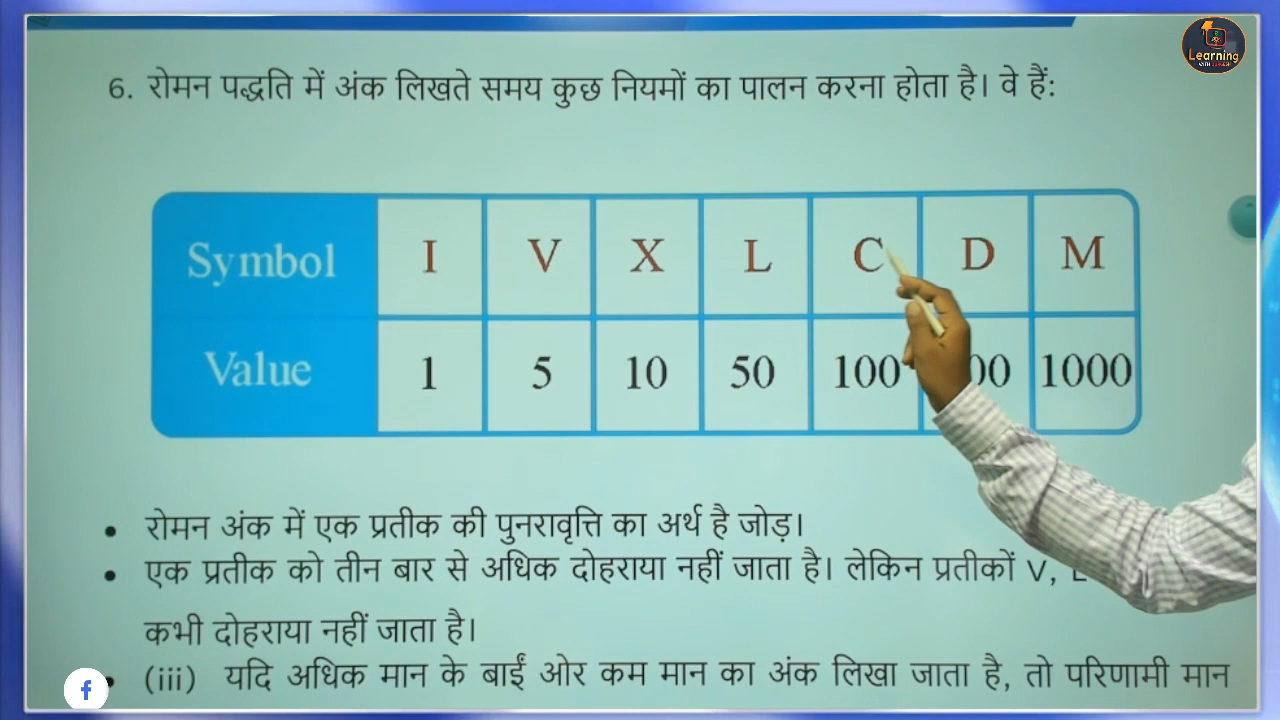 6. रोमन पद्धति में अंक लिखते समय कुछ नियमों का पालन करना होता है। वे हैं:
Symbol I V X L C D M
Value 1 5 10 50 100 00 1000
• रोमन अंक में एक प्रतीक की पुनरावृत्ति का अर्थ है जोड़।
• एक प्रतीक को तीन बार से अधिक दोहराया नहीं जाता है। लेकिन प्रतीकों V, L
कभी दोहराया नहीं जाता है।
• (iii) यदि अधिक मान के बाईं ओर कम मान का अंक लिखा जाता है, तो परिणामी मान
Learning
f